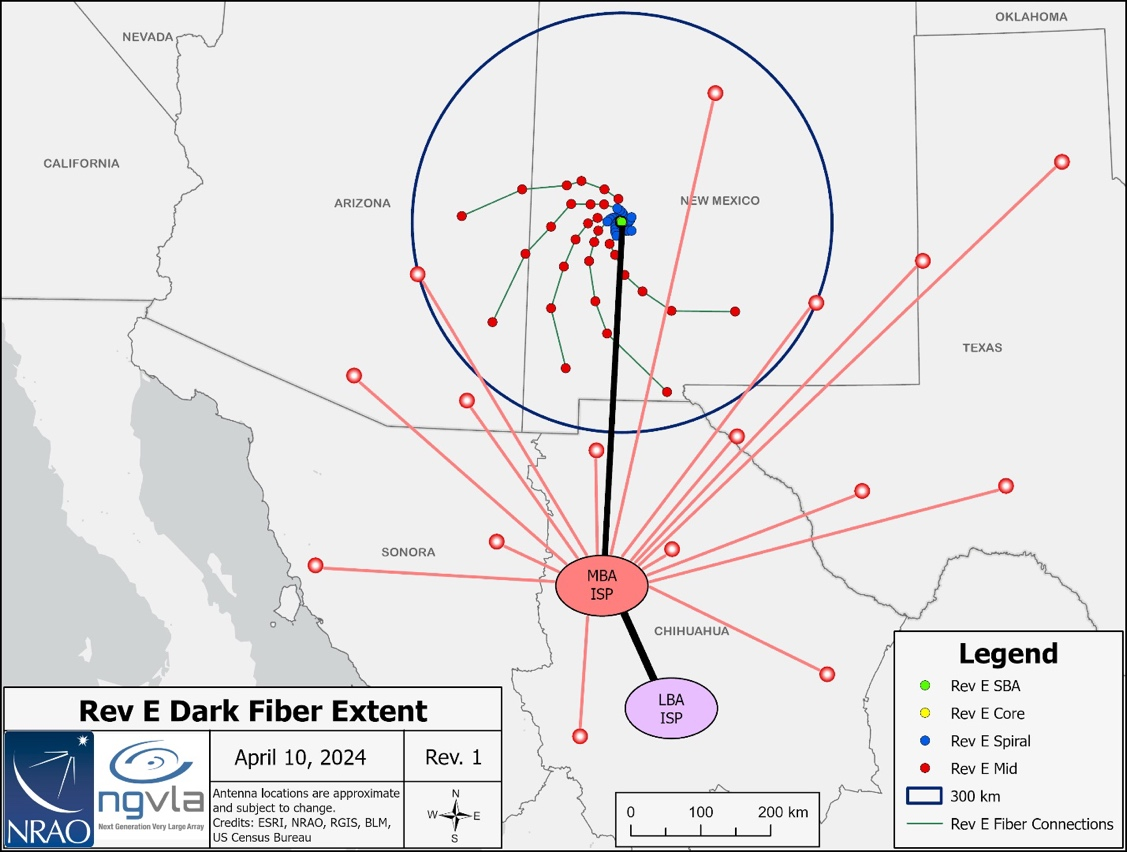 OKLAHOMA
NEVADA
CALIFORNIA
ARIZONA
NEW MEXICO
TEXAS
SONORA
MBA
ISP
CHIHUAHUA
LBA
ISP
Rev E Dark Fiber Extent
NRAO
ngvla
Next Generation Very Large Array
April 10, 2024
Rev. 1
Antenna locations are approximate
and subject to change.
Credits: ESRI, NRAO, RGIS, BLM,
US Census Bureau
N
W E
S
0 100 200 km
Legend
Rev E SBA
Rev E Core
Rev E Spiral
Rev E Mid
300 km
Rev E Fiber Connections